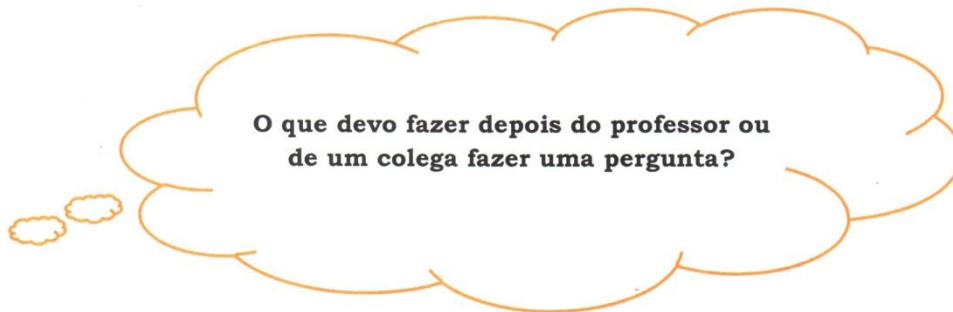 O que devo fazer depois do professor ou
de um colega fazer uma pergunta?